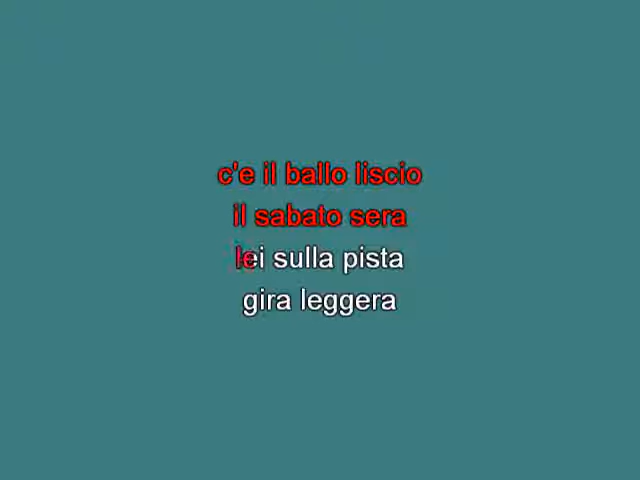 c'e il ballo liscio
il sabato sera
lei sulla pista
gira leggera